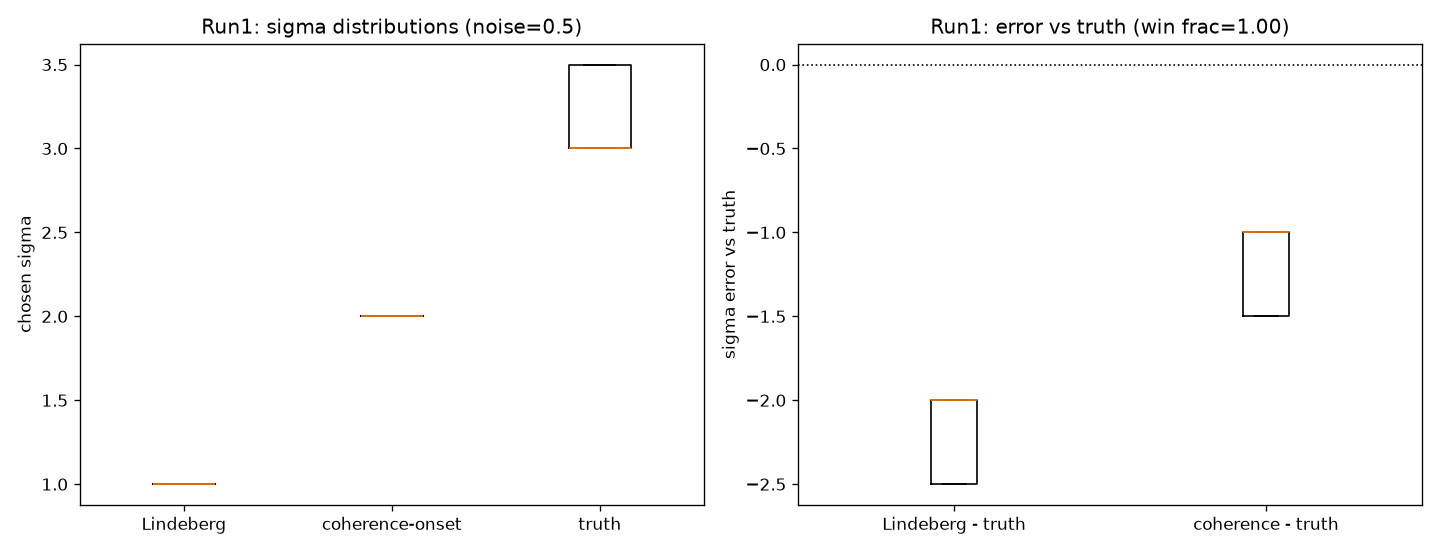 Run1: sigma distributions (noise=0.5)
chosen sigma
3.5
3.0
2.5
2.0
1.5
1.0
Lindeberg
coherence-onset
truth
Run1: error vs truth (win frac=1.00)
sigma error vs truth
0.0
−0.5
−1.0
−1.5
−2.0
−2.5
Lindeberg - truth
coherence - truth